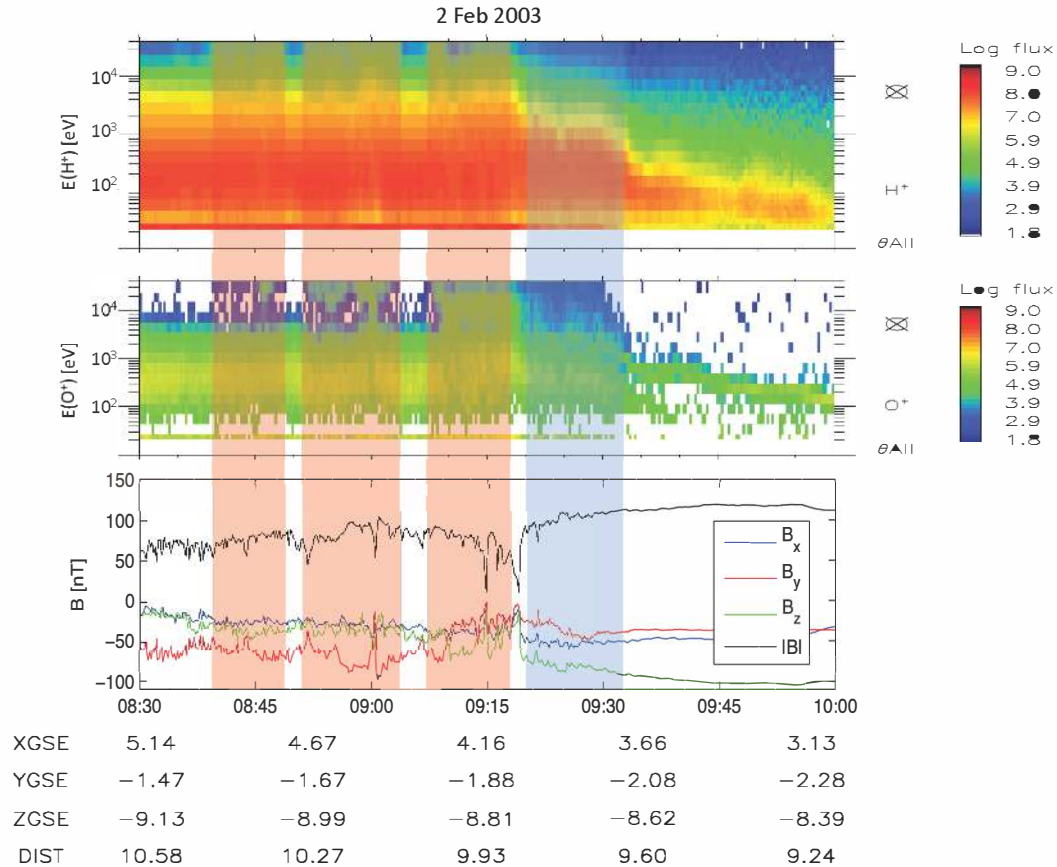 2 Feb 2003
E(H⁺) [eV]
10⁴
10³
10²
H⁺
θAll
Log flux
9.0
8.0
7.0
5.9
4.9
3.9
2.9
1.8
E(O⁺) [eV]
10⁴
10³
10²
O⁺
θAll
Log flux
9.0
8.0
7.0
5.9
4.9
3.9
2.9
1.8
B [nT]
150
100
50
0
−50
−100
Bx
By
Bz
|B|
08:30 08:45 09:00 09:15 09:30 09:45 10:00
XGSE 5.14 4.67 4.16 3.66 3.13
YGSE −1.47 −1.67 −1.88 −2.08 −2.28
ZGSE −9.13 −8.99 −8.81 −8.62 −8.39
DIST 10.58 10.27 9.93 9.60 9.24